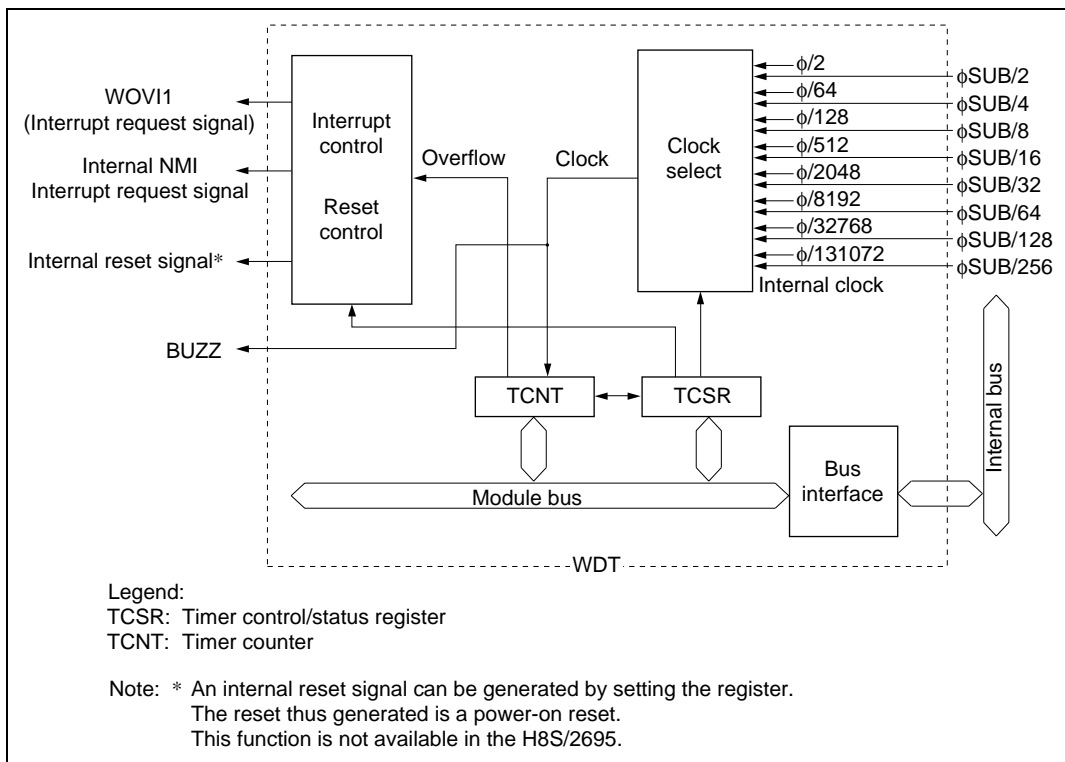 WOVI1
(Interrupt request signal)
Internal NMI
Interrupt request signal
Internal reset signal*
BUZZ
Interrupt
control
Reset
control
Overflow
Clock
Clock
select
ϕ/2
ϕ/64
ϕ/128
ϕ/512
ϕ/2048
ϕ/8192
ϕ/32768
ϕ/131072
Internal clock
ϕSUB/2
ϕSUB/4
ϕSUB/8
ϕSUB/16
ϕSUB/32
ϕSUB/64
ϕSUB/128
ϕSUB/256
TCNT
TCSR
Module bus
Bus
interface
Internal bus
WDT
Legend:
TCSR: Timer control/status register
TCNT: Timer counter
Note: * An internal reset signal can be generated by setting the register.
The reset thus generated is a power-on reset.
This function is not available in the H8S/2695.